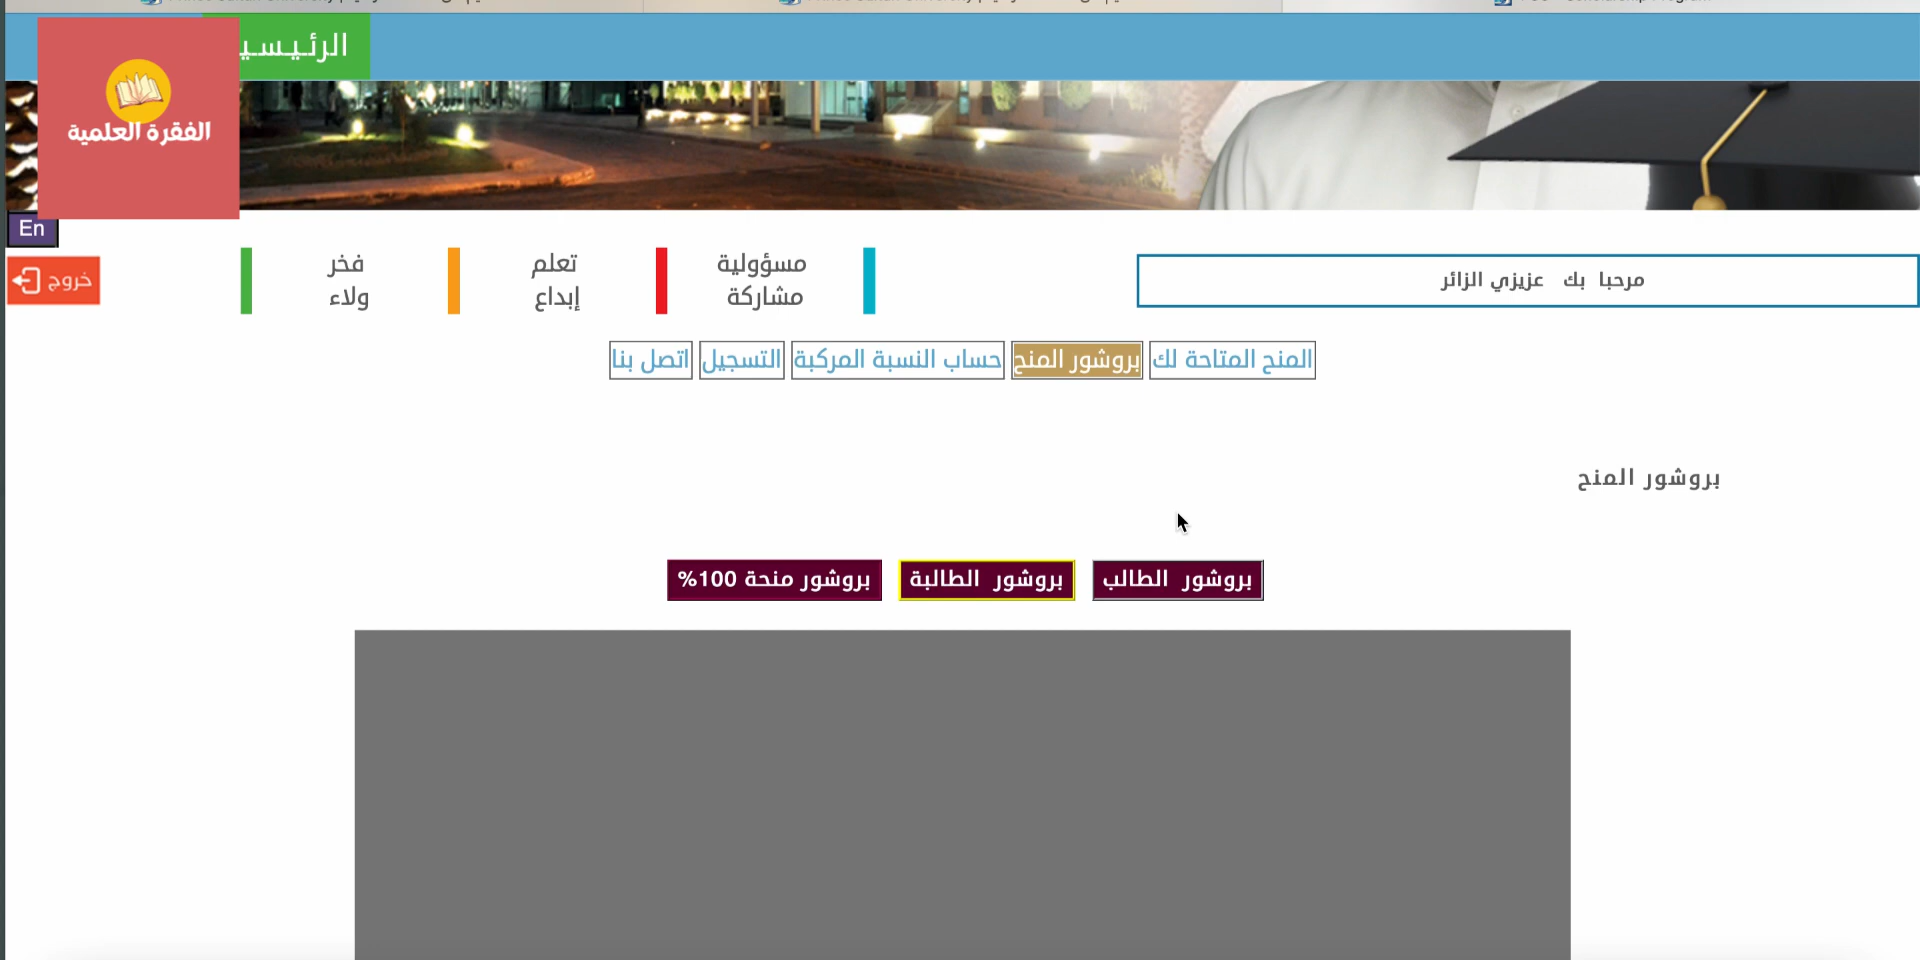 الرئيسي
الفقرة العلمية
En
خروج
مرحبا بك عزيزي الزائر
مسؤولية
مشاركة
تعلم
إبداع
فخر
ولاء
المنح المتاحة لك
بروشور المنح
حساب النسبة المركبة
التسجيل
اتصل بنا
بروشور المنح
بروشور الطالب
بروشور الطالبة
بروشور منحة 100%